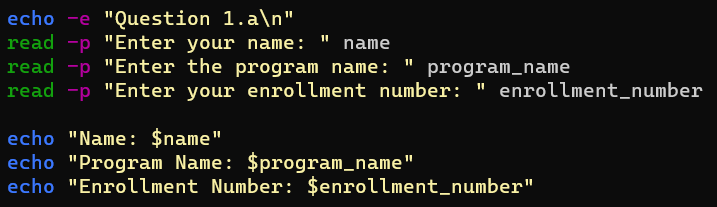 echo -e "Question 1.a\n"
read -p "Enter your name: " name
read -p "Enter the program name: " program_name
read -p "Enter your enrollment number: " enrollment_number
echo "Name: $name"
echo "Program Name: $program_name"
echo "Enrollment Number: $enrollment_number"